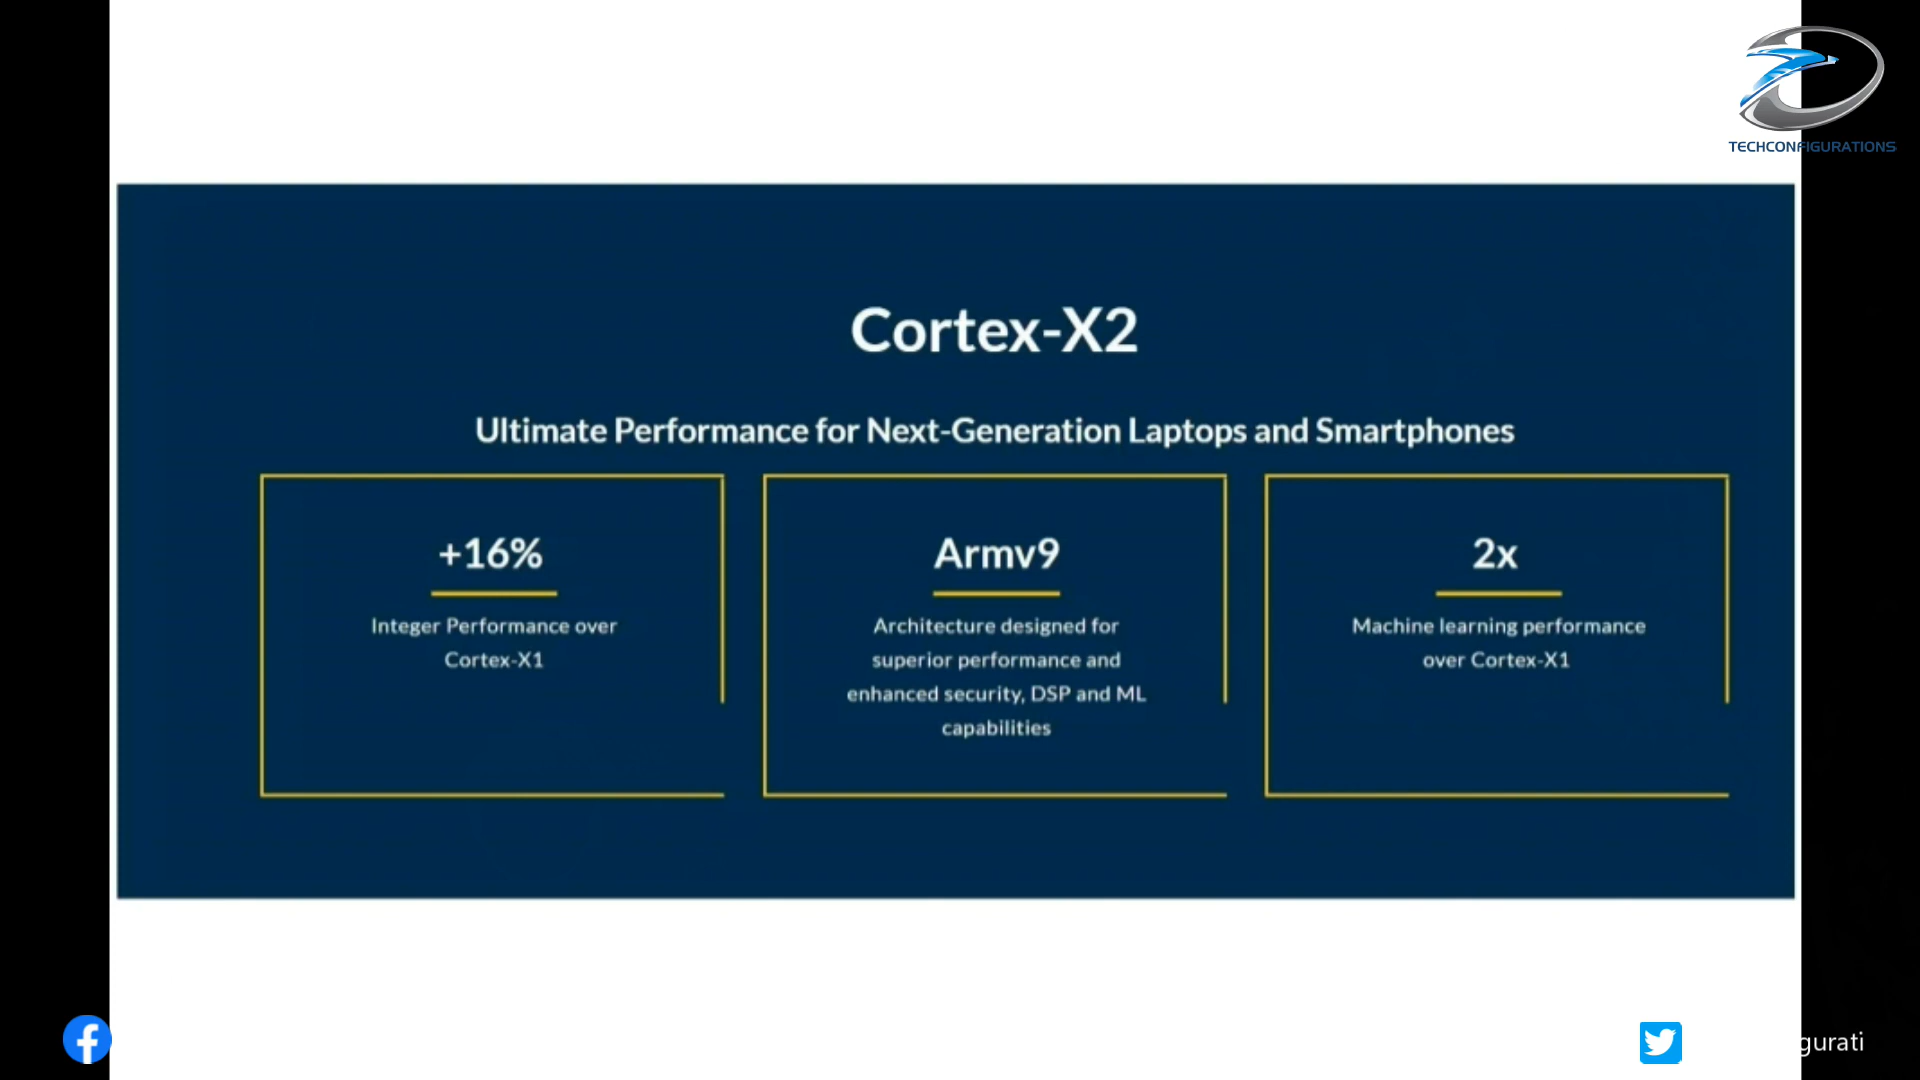 TECHCONFIGURATIONS
Cortex-X2
Ultimate Performance for Next-Generation Laptops and Smartphones
+16%
Integer Performance over
Cortex-X1
Armv9
Architecture designed for
superior performance and
enhanced security, DSP and ML
capabilities
2x
Machine learning performance
over Cortex-X1
gurati